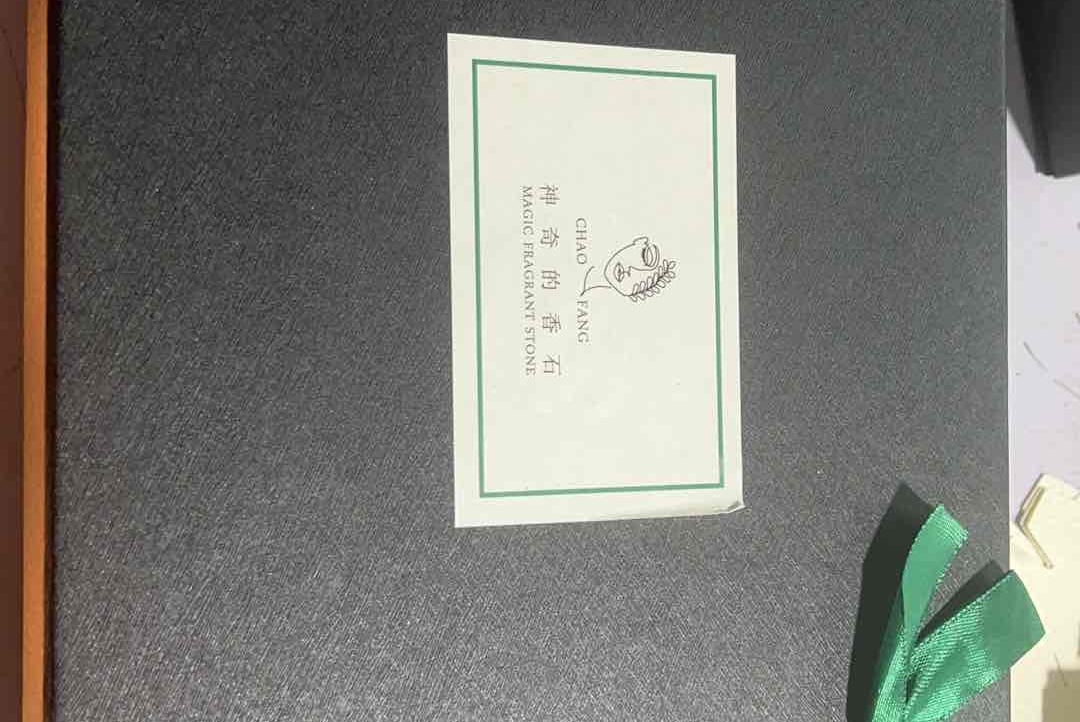 CHAO FANG
神奇的香石
MAGIC FRAGRANT STONE